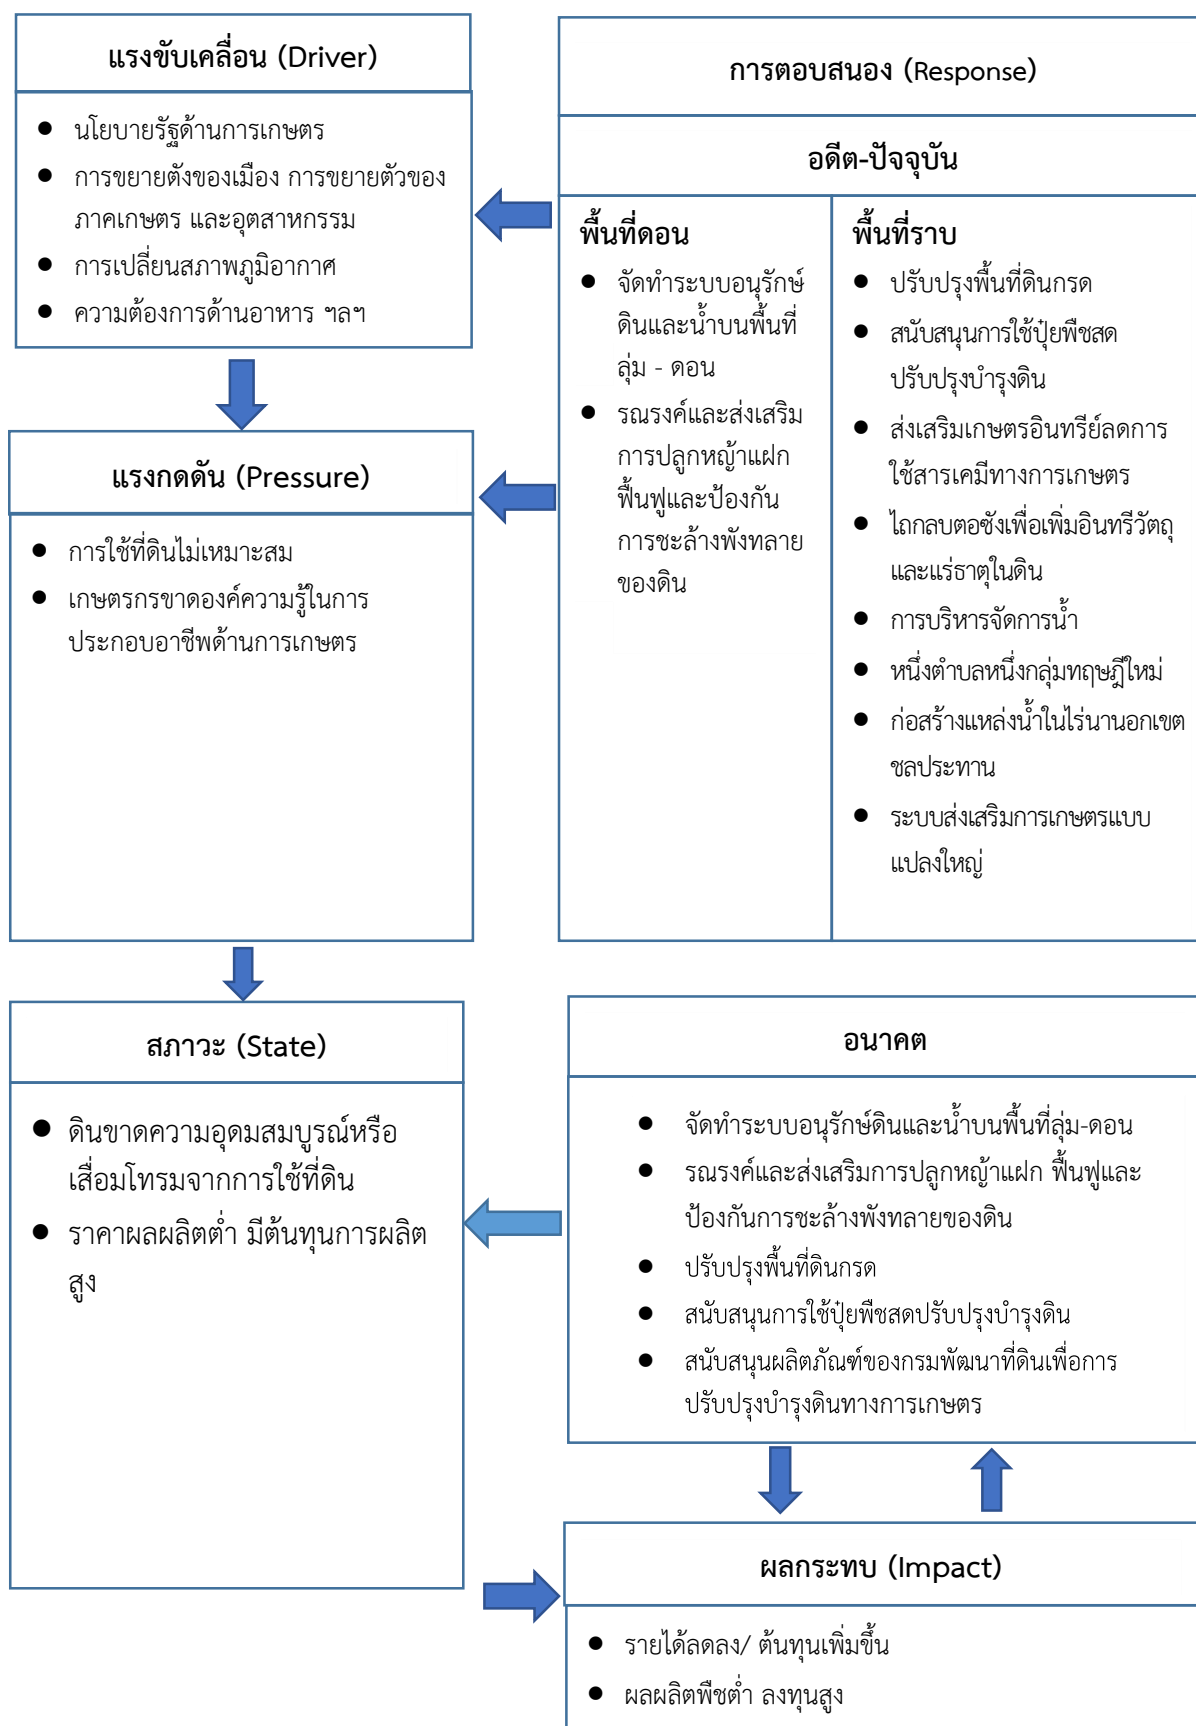 แรงขับเคลื่อน (Driver)
● นโยบายรัฐด้านการเกษตร
● การขยายตังของเมือง การขยายตัวของ
ภาคเกษตร และอุตสาหกรรม
● การเปลี่ยนสภาพภูมิอากาศ
● ความต้องการด้านอาหาร ฯลฯ
แรงกดดัน (Pressure)
● การใช้ที่ดินไม่เหมาะสม
● เกษตรกรขาดองค์ความรู้ในการ
ประกอบอาชีพด้านการเกษตร
สภาวะ (State)
● ดินขาดความอุดมสมบูรณ์หรือ
เสื่อมโทรมจากการใช้ที่ดิน
● ราคาผลผลิตต่ำ มีต้นทุนการผลิต
สูง
การตอบสนอง (Response)
อดีต-ปัจจุบัน
พื้นที่ดอน
● จัดทำระบบอนุรักษ์
ดินและน้ำบนพื้นที่
ลุ่ม - ดอน
● รณรงค์และส่งเสริม
การปลูกหญ้าแฝก
ฟื้นฟูและป้องกัน
การชะล้างพังทลาย
ของดิน
พื้นที่ราบ
● ปรับปรุงพื้นที่ดินกรด
● สนับสนุนการใช้ปุ๋ยพืชสด
ปรับปรุงบำรุงดิน
● ส่งเสริมเกษตรอินทรีย์ลดการ
ใช้สารเคมีทางการเกษตร
● ไถกลบตอซังเพื่อเพิ่มอินทรีวัตถุ
และแร่ธาตุในดิน
● การบริหารจัดการน้ำ
● หนึ่งตำบลหนึ่งกลุ่มทฤษฎีใหม่
● ก่อสร้างแหล่งน้ำในไร่นานอกเขต
ชลประทาน
● ระบบส่งเสริมการเกษตรแบบ
แปลงใหญ่
อนาคต
● จัดทำระบบอนุรักษ์ดินและน้ำบนพื้นที่ลุ่ม-ดอน
● รณรงค์และส่งเสริมการปลูกหญ้าแฝก ฟื้นฟูและ
ป้องกันการชะล้างพังทลายของดิน
● ปรับปรุงพื้นที่ดินกรด
● สนับสนุนการใช้ปุ๋ยพืชสดปรับปรุงบำรุงดิน
● สนับสนุนผลิตภัณฑ์ของกรมพัฒนาที่ดินเพื่อการ
ปรับปรุงบำรุงดินทางการเกษตร
ผลกระทบ (Impact)
● รายได้ลดลง/ ต้นทุนเพิ่มขึ้น
● ผลผลิตพืชต่ำ ลงทุนสูง